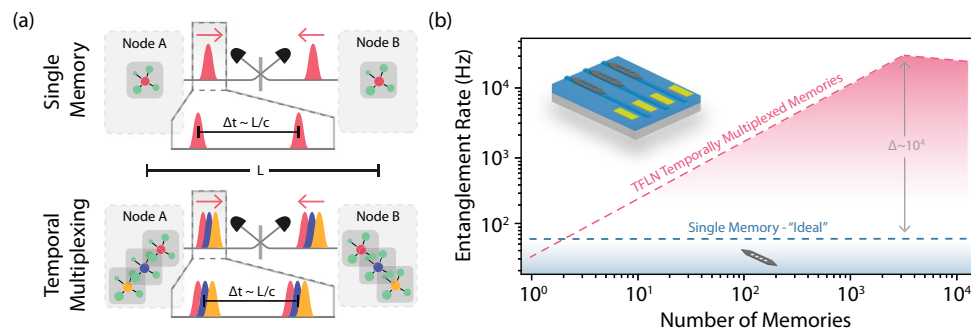 (a)
Single
Memory
Node A
Node B
Δt ~ L/c
L
Temporal
Multiplexing
Node A
Node B
Δt ~ L/c
(b)
Entanglement Rate (Hz)
10⁴
10³
10²
TFLN Temporally Multiplexed Memories
Δ~10⁴
Single Memory - "Ideal"
10⁰ 10¹ 10² 10³ 10⁴
Number of Memories